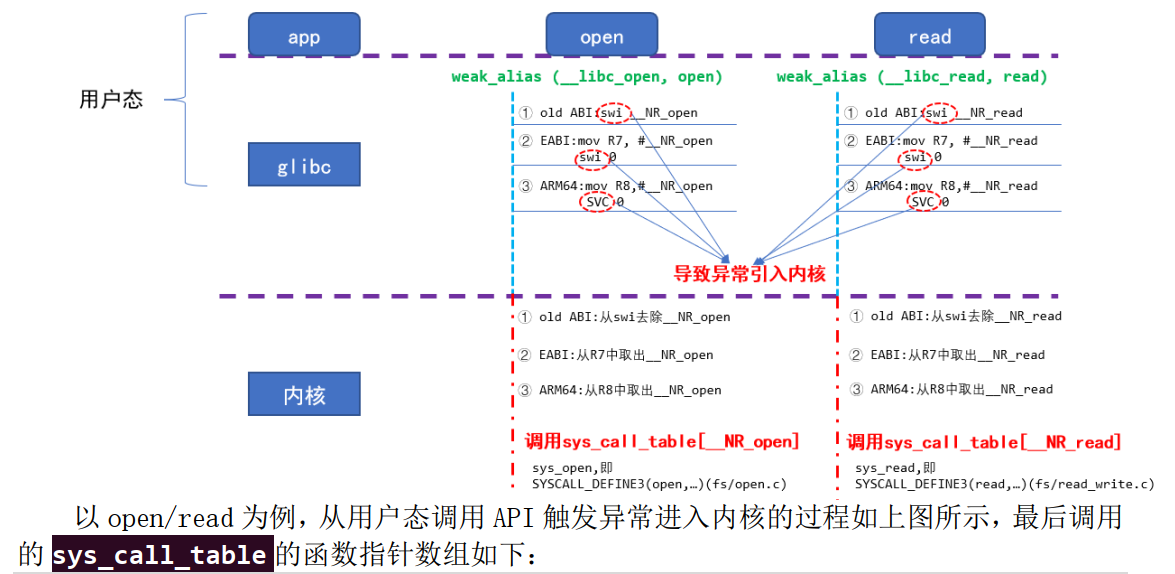 app
open
read
用户态
weak_alias (__libc_open, open)
weak_alias (__libc_read, read)
① old ABI:swi __NR_open
② EABI:mov R7, #__NR_open
swi 0
③ ARM64:mov R8,#__NR_open
SVC 0
① old ABI:swi __NR_read
② EABI:mov R7, #__NR_read
swi 0
③ ARM64:mov R8,#__NR_read
SVC 0
glibc
导致异常引入内核
① old ABI:从swi去除__NR_open
② EABI:从R7中取出__NR_open
③ ARM64:从R8中取出__NR_open
① old ABI:从swi去除__NR_read
② EABI:从R7中取出__NR_read
③ ARM64:从R8中取出__NR_read
内核
调用sys_call_table[__NR_open]
sys_open,即
SYSCALL_DEFINE3(open,…)(fs/open.c)
调用sys_call_table[__NR_read]
sys_read,即
SYSCALL_DEFINE3(read,…)(fs/read_write.c)
以 open/read 为例，从用户态调用 API 触发异常进入内核的过程如上图所示，最后调用
的 sys_call_table 的函数指针数组如下：